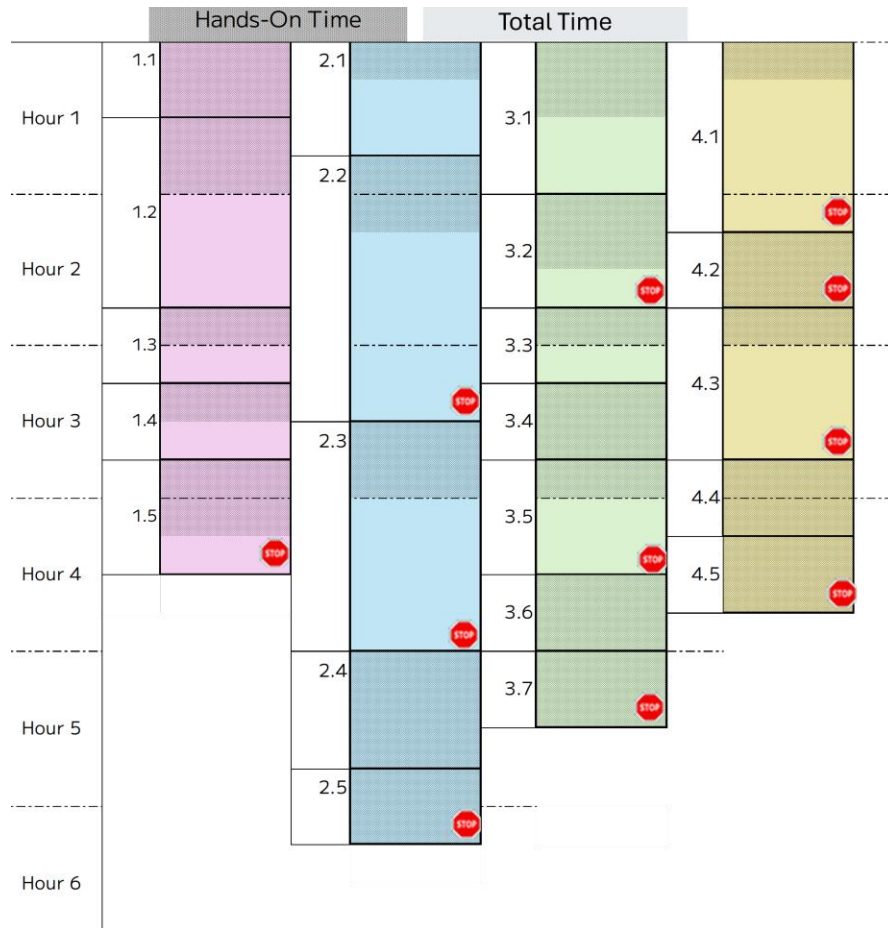 Hands-On Time
Total Time
Hour 1
Hour 2
Hour 3
Hour 4
Hour 5
Hour 6
1.1
1.2
1.3
1.4
1.5
STOP
2.1
2.2
STOP
2.3
STOP
2.4
2.5
STOP
3.1
3.2
STOP
3.3
3.4
3.5
STOP
3.6
3.7
STOP
4.1
STOP
4.2
STOP
4.3
STOP
4.4
4.5
STOP